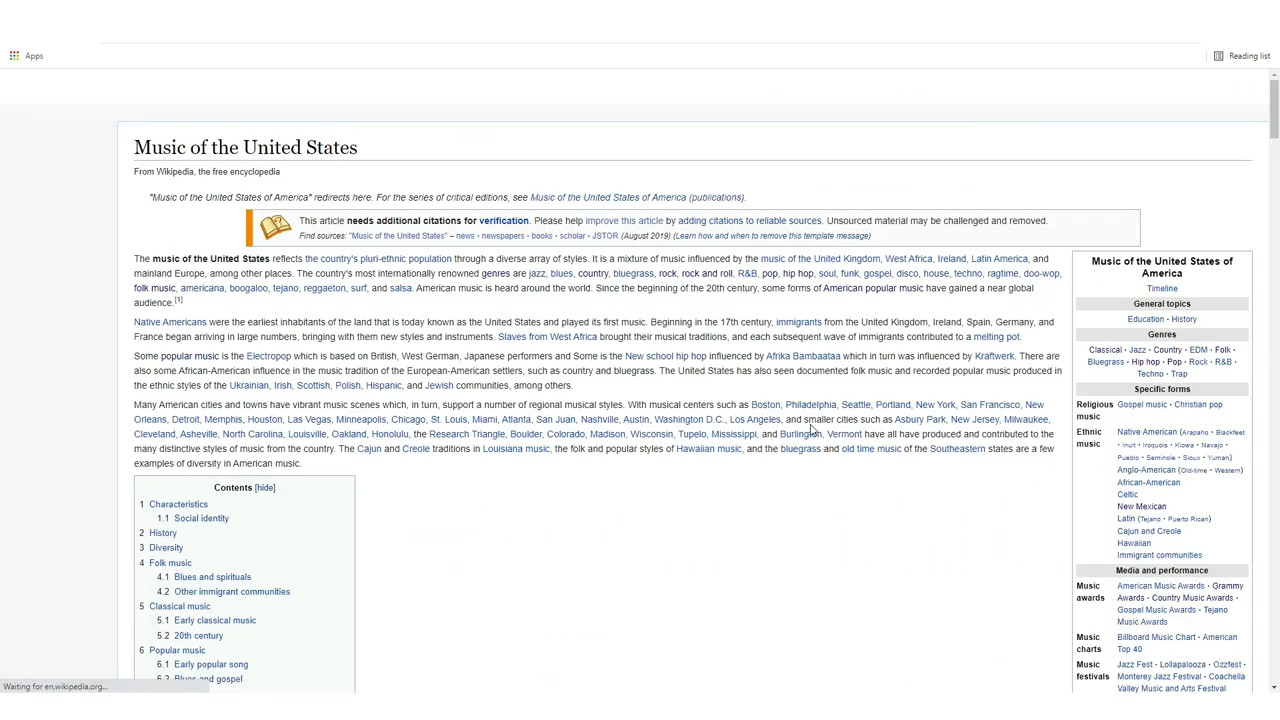 Apps
Reading list
Music of the United States
From Wikipedia, the free encyclopedia
"Music of the United States of America" redirects here. For the series of critical editions, see Music of the United States of America (publications).
This article needs additional citations for verification. Please help improve this article by adding citations to reliable sources. Unsourced material may be challenged and removed.
Find sources: "Music of the United States" – news · newspapers · books · scholar · JSTOR (August 2019) (Learn how and when to remove this template message)
The music of the United States reflects the country's pluri-ethnic population through a diverse array of styles. It is a mixture of music influenced by the music of the United Kingdom, West Africa, Ireland, Latin America, and
mainland Europe, among other places. The country's most internationally renowned genres are jazz, blues, country, bluegrass, rock, rock and roll, R&B, pop, hip hop, soul, funk, gospel, disco, house, techno, ragtime, doo-wop,
folk music, americana, boogaloo, tejano, reggaeton, surf, and salsa. American music is heard around the world. Since the beginning of the 20th century, some forms of American popular music have gained a near global
audience.[1]
Native Americans were the earliest inhabitants of the land that is today known as the United States and played its first music. Beginning in the 17th century, immigrants from the United Kingdom, Ireland, Spain, Germany, and
France began arriving in large numbers, bringing with them new styles and instruments. Slaves from West Africa brought their musical traditions, and each subsequent wave of immigrants contributed to a melting pot.
Some popular music is the Electropop which is based on British, West German, Japanese performers and Some is the New school hip hop influenced by Afrika Bambaataa which in turn was influenced by Kraftwerk. There are
also some African-American influence in the music tradition of the European-American settlers, such as country and bluegrass. The United States has also seen documented folk music and recorded popular music produced in
the ethnic styles of the Ukrainian, Irish, Scottish, Polish, Hispanic, and Jewish communities, among others.
Many American cities and towns have vibrant music scenes which, in turn, support a number of regional musical styles. With musical centers such as Boston, Philadelphia, Seattle, Portland, New York, San Francisco, New
Orleans, Detroit, Memphis, Houston, Las Vegas, Minneapolis, Chicago, St. Louis, Miami, Atlanta, San Juan, Nashville, Austin, Washington D.C., Los Angeles, and smaller cities such as Asbury Park, New Jersey, Milwaukee,
Cleveland, Asheville, North Carolina, Louisville, Oakland, Honolulu, the Research Triangle, Boulder, Colorado, Madison, Wisconsin, Tupelo, Mississippi, and Burlington, Vermont have all have produced and contributed to the
many distinctive styles of music from the country. The Cajun and Creole traditions in Louisiana music, the folk and popular styles of Hawaiian music, and the bluegrass and old time music of the Southeastern states are a few
examples of diversity in American music.
Contents [hide]
1 Characteristics
1.1 Social identity
2 History
3 Diversity
4 Folk music
4.1 Blues and spirituals
4.2 Other immigrant communities
5 Classical music
5.1 Early classical music
5.2 20th century
6 Popular music
6.1 Early popular song
6.2 Blues and gospel
Music of the United States of
America
Timeline
General topics
Education · History
Genres
Classical · Jazz · Country · EDM · Folk ·
Bluegrass · Hip hop · Pop · Rock · R&B ·
Techno · Trap
Specific forms
Religious music Gospel music · Christian pop
Ethnic music Native American (Arapaho · Blackfeet
· Inuit · Iroquois · Kiowa · Navajo ·
Pueblo · Seminole · Sioux · Yuman)
Anglo-American (Old-time · Western)
African-American
Celtic
New Mexican
Latin (Tejano · Puerto Rican)
Cajun and Creole
Hawaiian
Immigrant communities
Media and performance
Music awards American Music Awards · Grammy
Awards · Country Music Awards ·
Gospel Music Awards · Tejano
Music Awards
Music charts Billboard Music Chart · American
Top 40
Music festivals Jazz Fest · Lollapalooza · Ozzfest ·
Monterey Jazz Festival · Coachella
Valley Music and Arts Festival
Waiting for en.wikipedia.org...